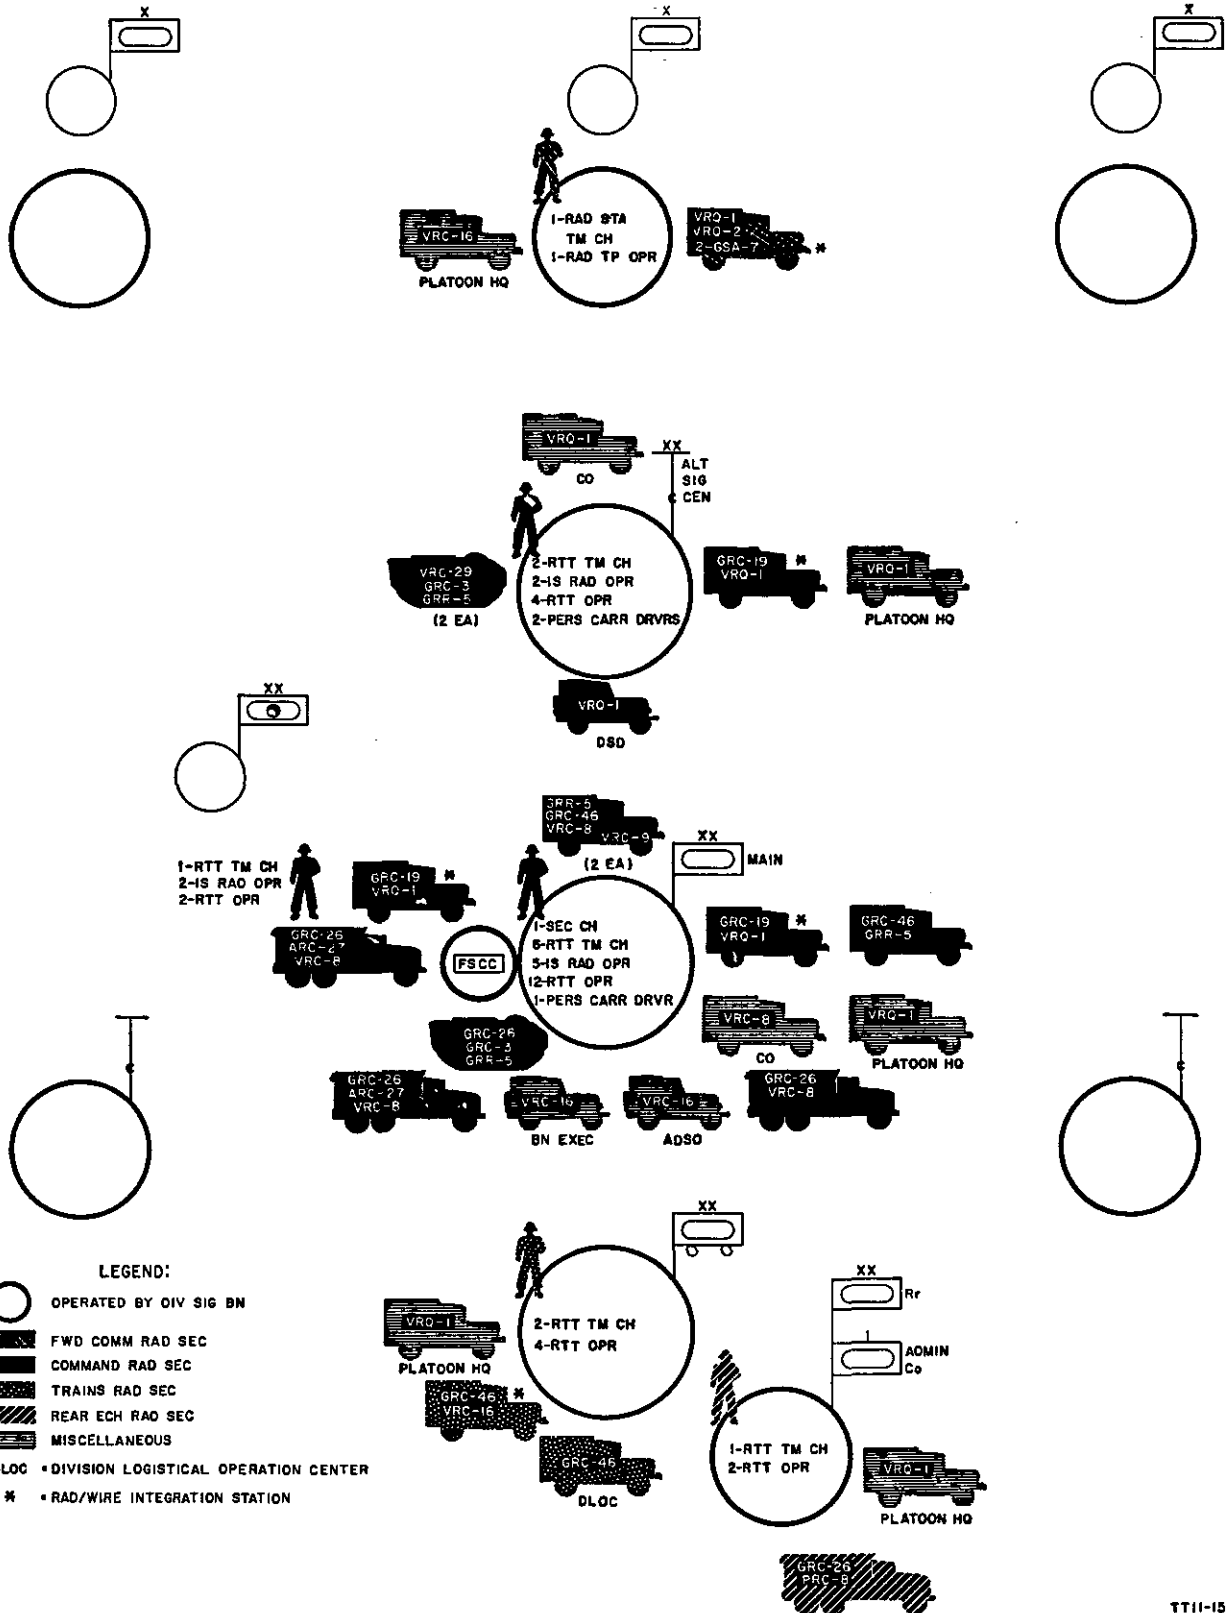 X
X
X
1-RAD STA
TM CH
1-RAD TP OPR
VRC-16
PLATOON HQ
VRQ-1
VRQ-2
2-GSA-7
*
VRQ-1
CO
XX
ALT
SIG
CEN
VRC-29
GRC-3
GRR-5
(2 EA)
2-RTT TM CH
2-IS RAD OPR
4-RTT OPR
2-PERS CARR DRVRS
GRC-19
VRQ-1
*
VRQ-1
PLATOON HQ
VRQ-1
DSO
XX
GRR-5
GRC-46
VRC-8
VRC-9
(2 EA)
XX
MAIN
1-RTT TM CH
2-IS RAD OPR
2-RTT OPR
GRC-19
VRQ-1
*
GRC-26
ARC-27
VRC-8
FSCC
1-SEC CH
6-RTT TM CH
5-IS RAD OPR
12-RTT OPR
1-PERS CARR DRVR
GRC-19
VRQ-1
*
GRC-46
GRR-5
VRC-8
CO
VRQ-1
PLATOON HQ
GRC-26
GRC-3
GRR-5
GRC-26
ARC-27
VRC-8
VRC-16
BN EXEC
VRC-16
ADSO
GRC-26
VRC-8
XX
2-RTT TM CH
4-RTT OPR
VRQ-1
PLATOON HQ
GRC-46
VRC-16
*
GRC-46
DLOC
XX
Rr
I
ADMIN
Co
1-RTT TM CH
2-RTT OPR
VRQ-1
PLATOON HQ
GRC-26
PRC-8
LEGEND:
OPERATED BY DIV SIG BN
FWD COMM RAD SEC
COMMAND RAD SEC
TRAINS RAD SEC
REAR ECH RAD SEC
MISCELLANEOUS
LOC = DIVISION LOGISTICAL OPERATION CENTER
* = RAD/WIRE INTEGRATION STATION
TT11-15